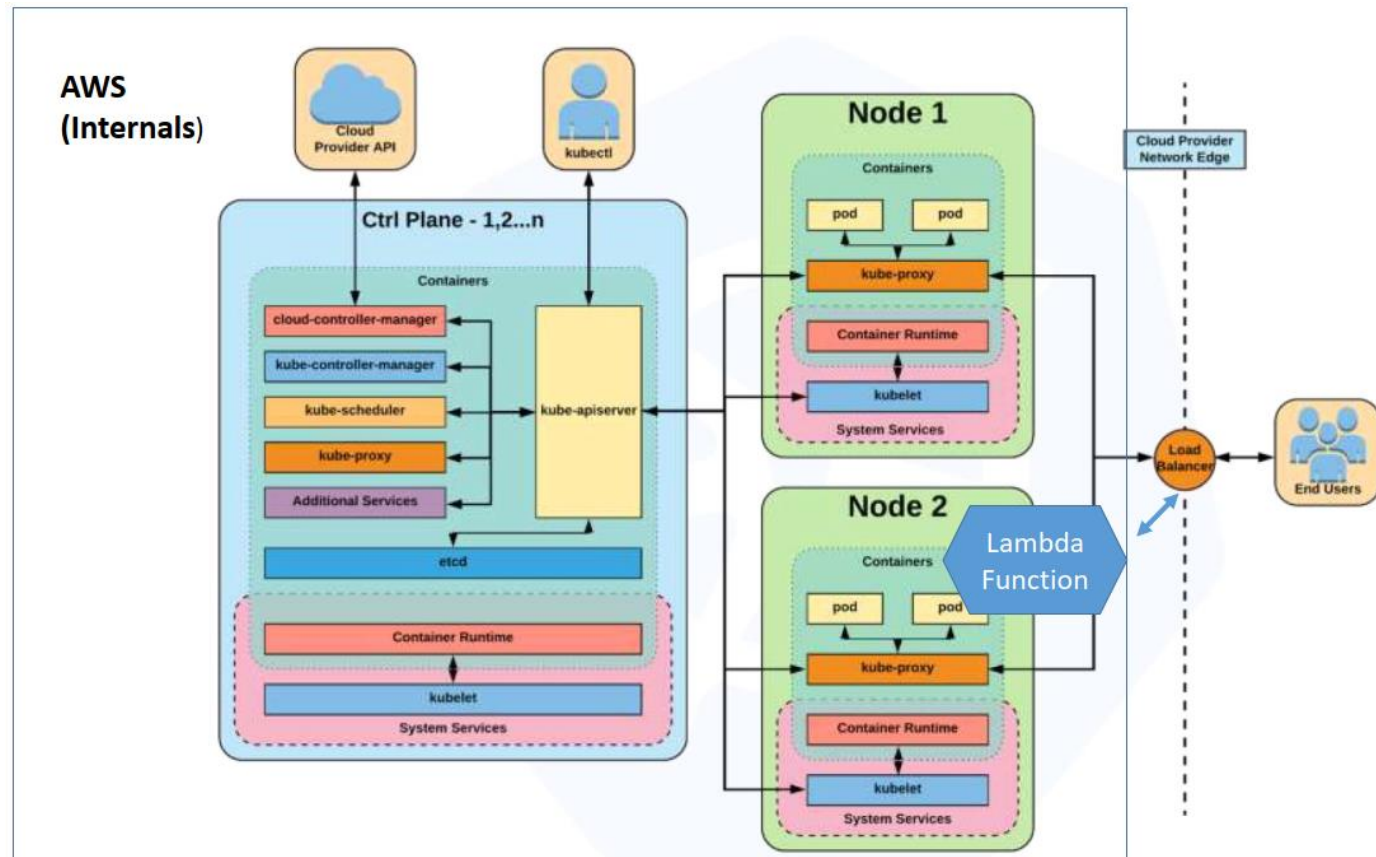 AWS
(Internals)
Cloud
Provider API
kubectl
Ctrl Plane - 1,2...n
Containers
cloud-controller-manager
kube-controller-manager
kube-scheduler
kube-proxy
Additional Services
kube-apiserver
etcd
Container Runtime
kubelet
System Services
Node 1
Containers
pod
pod
kube-proxy
Container Runtime
kubelet
System Services
Node 2
Containers
pod
pod
kube-proxy
Container Runtime
kubelet
System Services
Lambda
Function
Cloud Provider
Network Edge
Load
Balancer
End Users